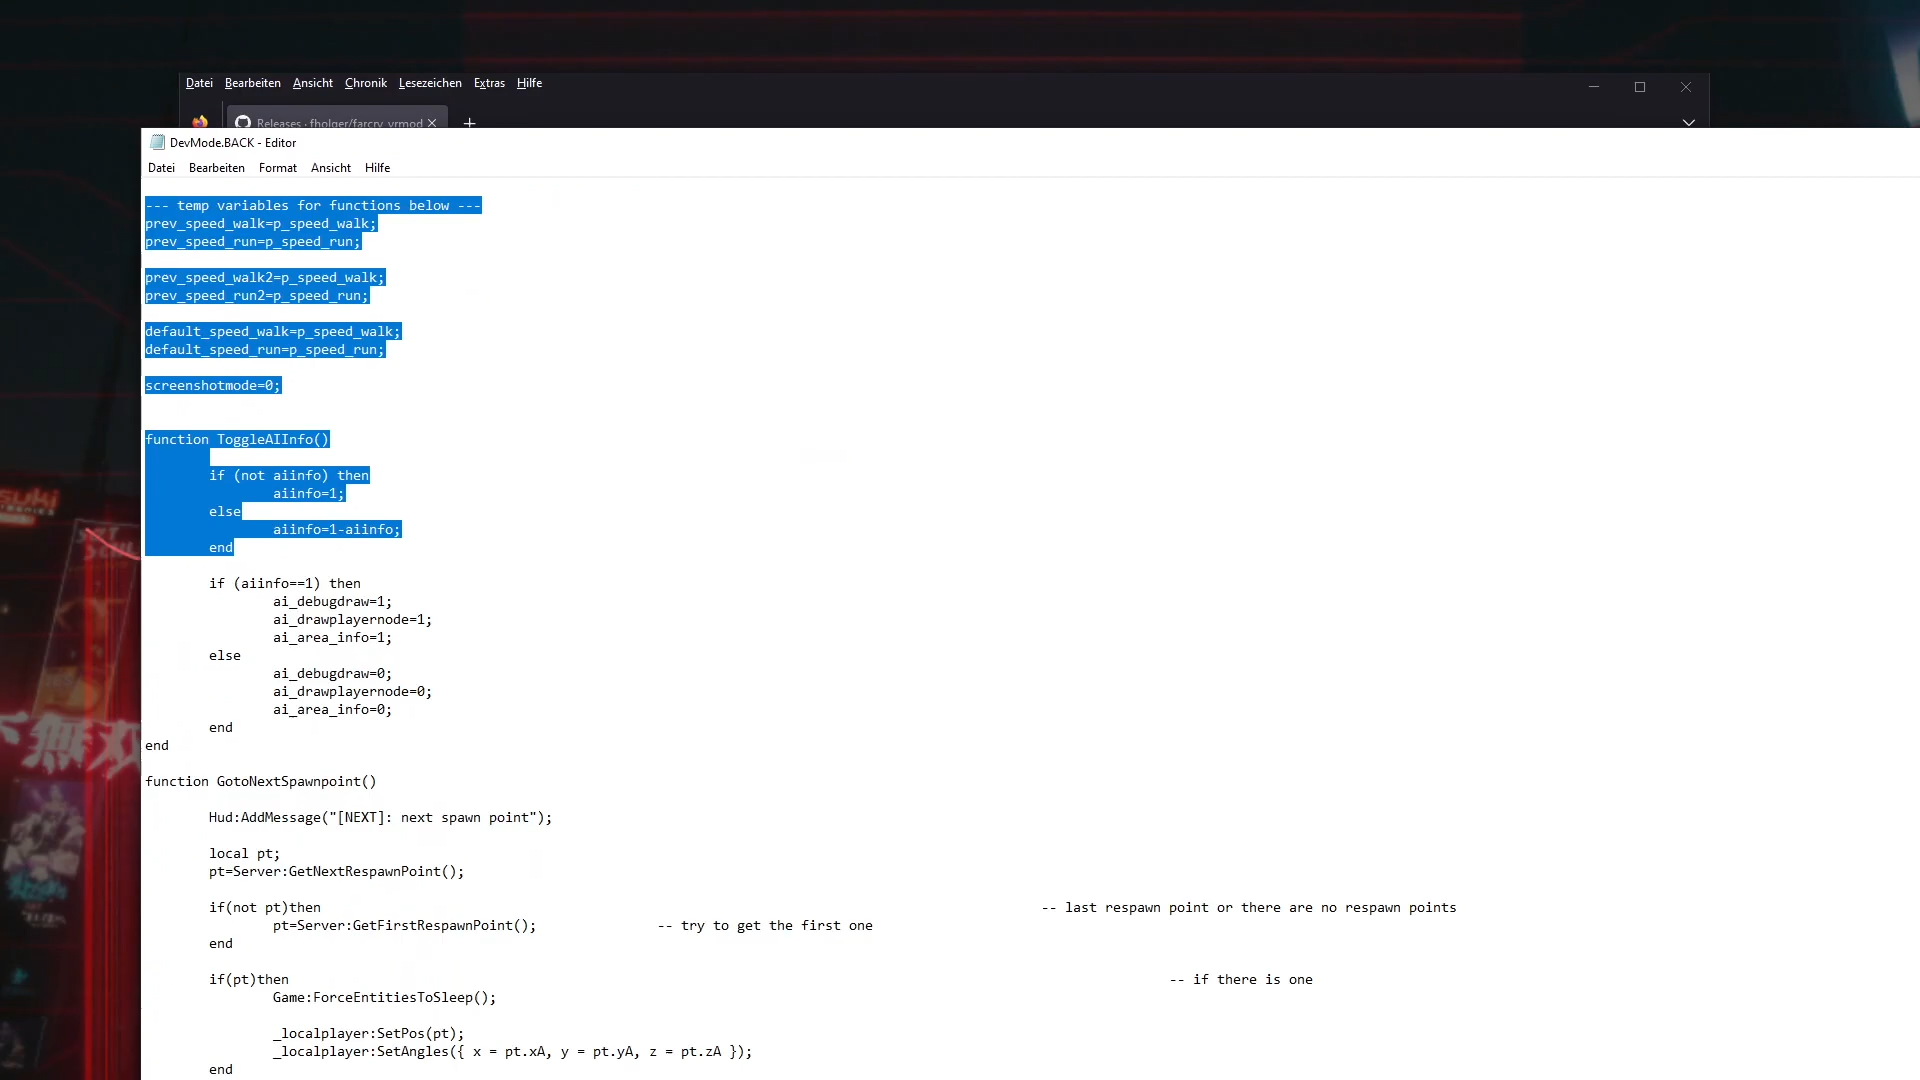 Datei Bearbeiten Ansicht Chronik Lesezeichen Extras Hilfe
Releases · fholger/farcry_vrmod
DevMode.BACK - Editor
Datei Bearbeiten Format Ansicht Hilfe
--- temp variables for functions below ---
prev_speed_walk=p_speed_walk;
prev_speed_run=p_speed_run;
prev_speed_walk2=p_speed_walk;
prev_speed_run2=p_speed_run;
default_speed_walk=p_speed_walk;
default_speed_run=p_speed_run;
screenshotmode=0;
function ToggleAIInfo()
if (not aiinfo) then
aiinfo=1;
else
aiinfo=1-aiinfo;
end
if (aiinfo==1) then
ai_debugdraw=1;
ai_drawplayernode=1;
ai_area_info=1;
else
ai_debugdraw=0;
ai_drawplayernode=0;
ai_area_info=0;
end
end
function GotoNextSpawnpoint()
Hud:AddMessage("[NEXT]: next spawn point");
local pt;
pt=Server:GetNextRespawnPoint();
if(not pt)then -- last respawn point or there are no respawn points
pt=Server:GetFirstRespawnPoint(); -- try to get the first one
end
if(pt)then -- if there is one
Game:ForceEntitiesToSleep();
_localplayer:SetPos(pt);
_localplayer:SetAngles({ x = pt.xA, y = pt.yA, z = pt.zA });
end